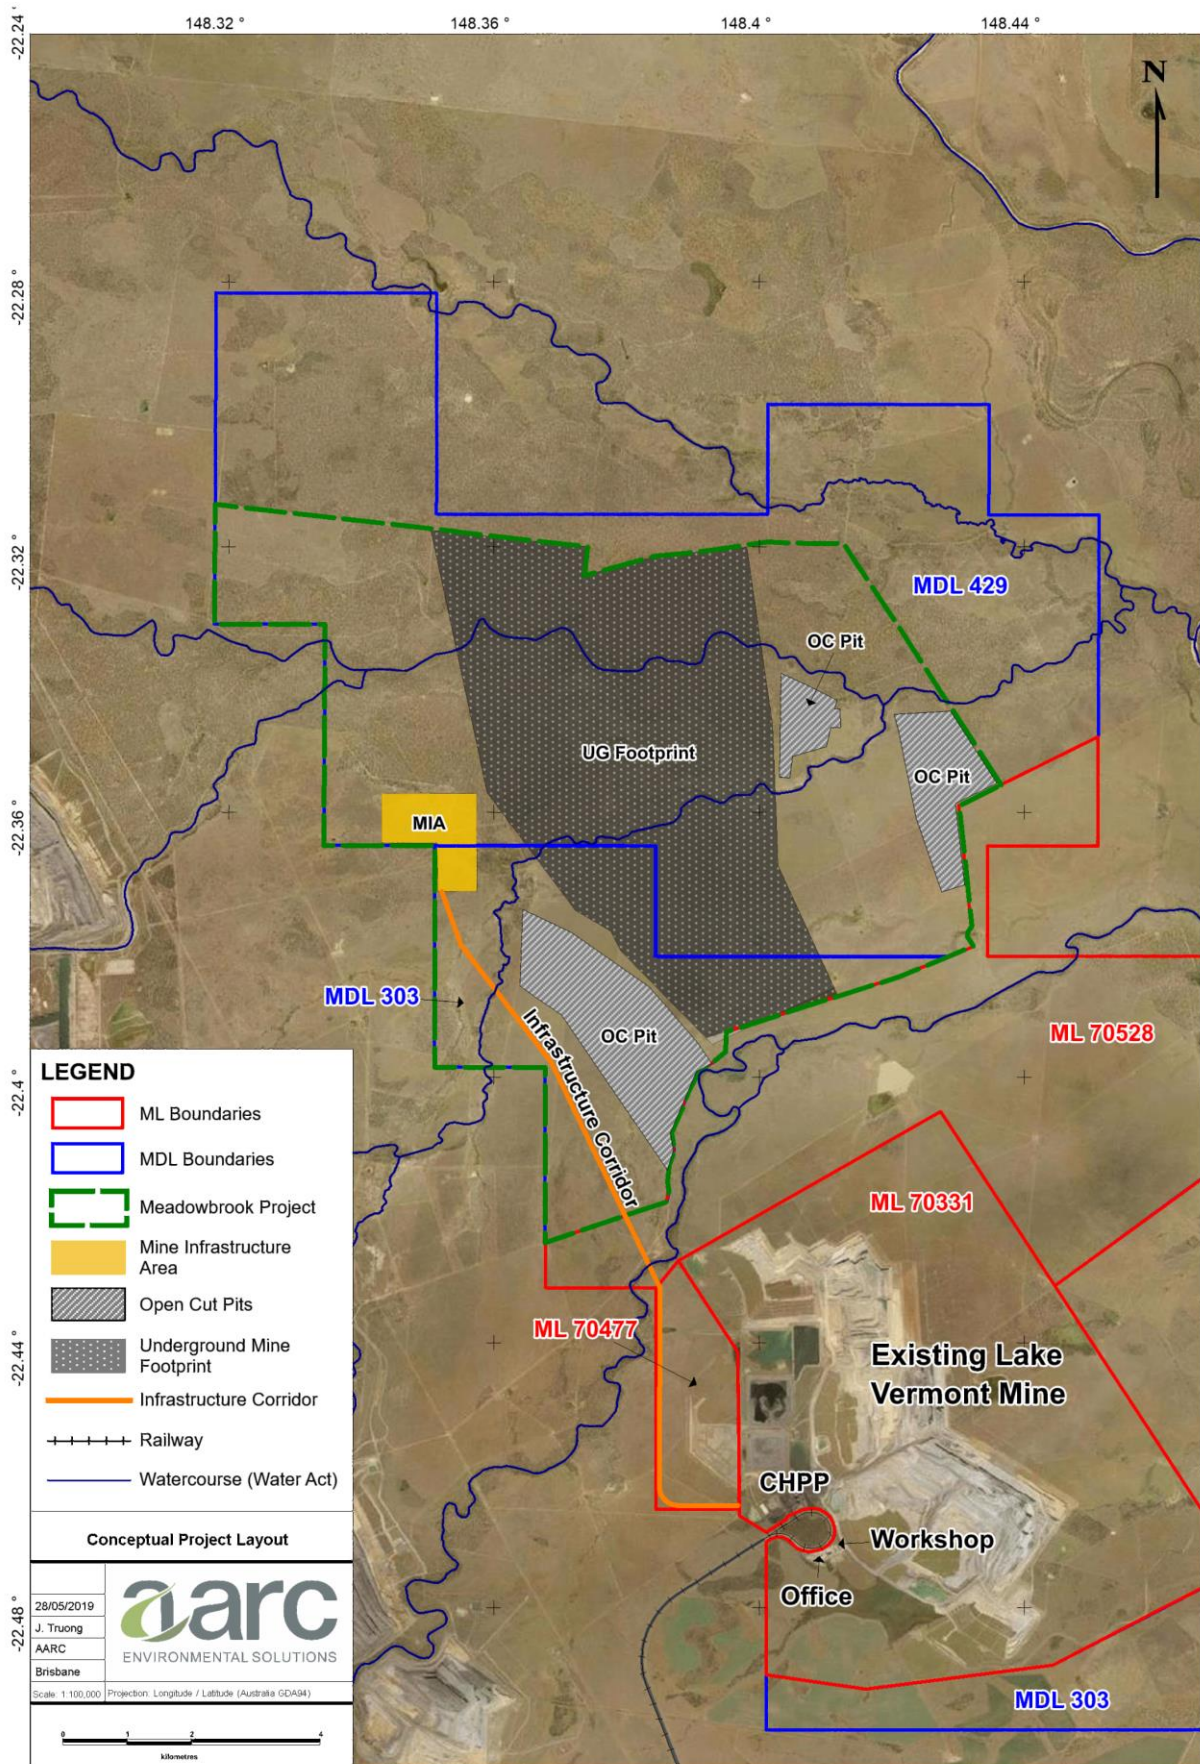 148.32 °
148.36 °
148.4 °
148.44 °
-22.24 °
N
-22.28 °
-22.32 °
MDL 429
OC Pit
UG Footprint
OC Pit
-22.36 °
MIA
MDL 303
Infrastructure Corridor
OC Pit
ML 70528
-22.4 °
ML 70331
ML 70477
-22.44 °
Existing Lake
Vermont Mine
CHPP
Workshop
Office
-22.48 °
MDL 303
LEGEND
ML Boundaries
MDL Boundaries
Meadowbrook Project
Mine Infrastructure
Area
Open Cut Pits
Underground Mine
Footprint
Infrastructure Corridor
Railway
Watercourse (Water Act)
Conceptual Project Layout
28/05/2019
J. Truong
AARC
Brisbane
aarc
ENVIRONMENTAL SOLUTIONS
Scale: 1:100,000
Projection: Longitude / Latitude (Australia GDA94)
0 1 2 4
kilometres